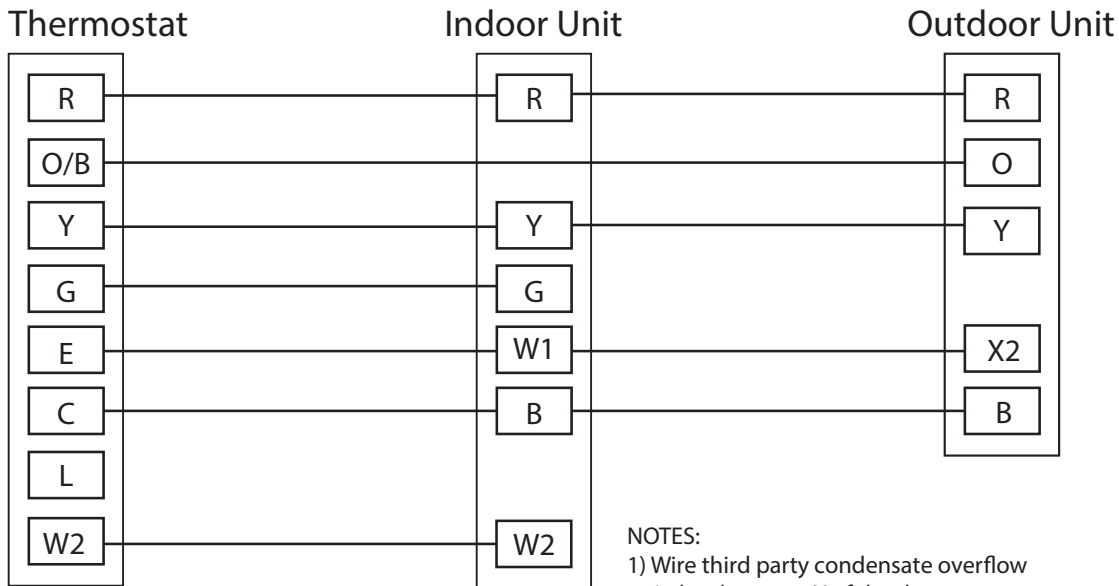 Thermostat Indoor Unit Outdoor Unit
R R R
O/B O
Y Y Y
G G
E W1 X2
C B B
L
W2 W2
NOTES:
1) Wire third party condensate overflow